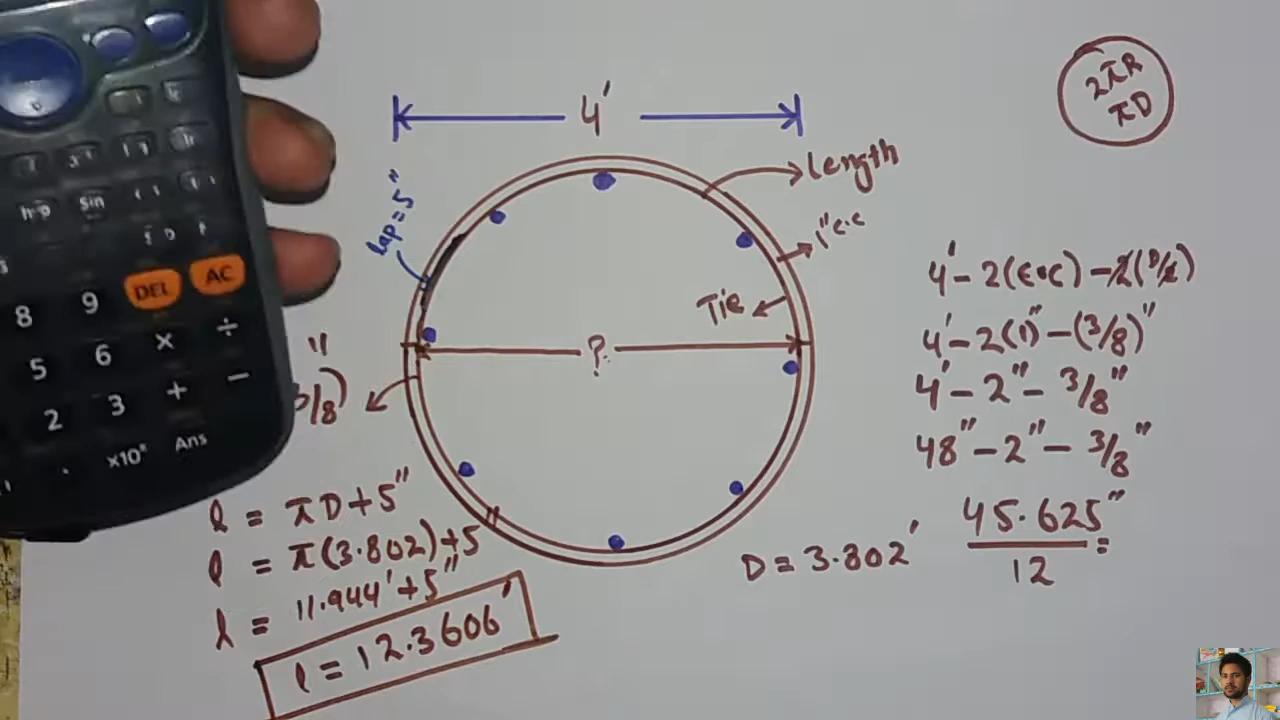 2πR
πD
4'
Length
lap=5"
1"c.c
Tie
?
4' - 2(c.c) - 2(D/2)
4' - 2(1)" - (3/8)"
4' - 2" - 3/8"
48" - 2" - 3/8"
45.625"
12
=
D = 3.802'
"
/8)
l = πD+5"
l = π(3.802)+5"
l = 11.944'+5"
l = 12.3606'
hyp
sin
8
9
DEL
AC
5
6
×
÷
2
3
+
−
.
×10ˣ
Ans